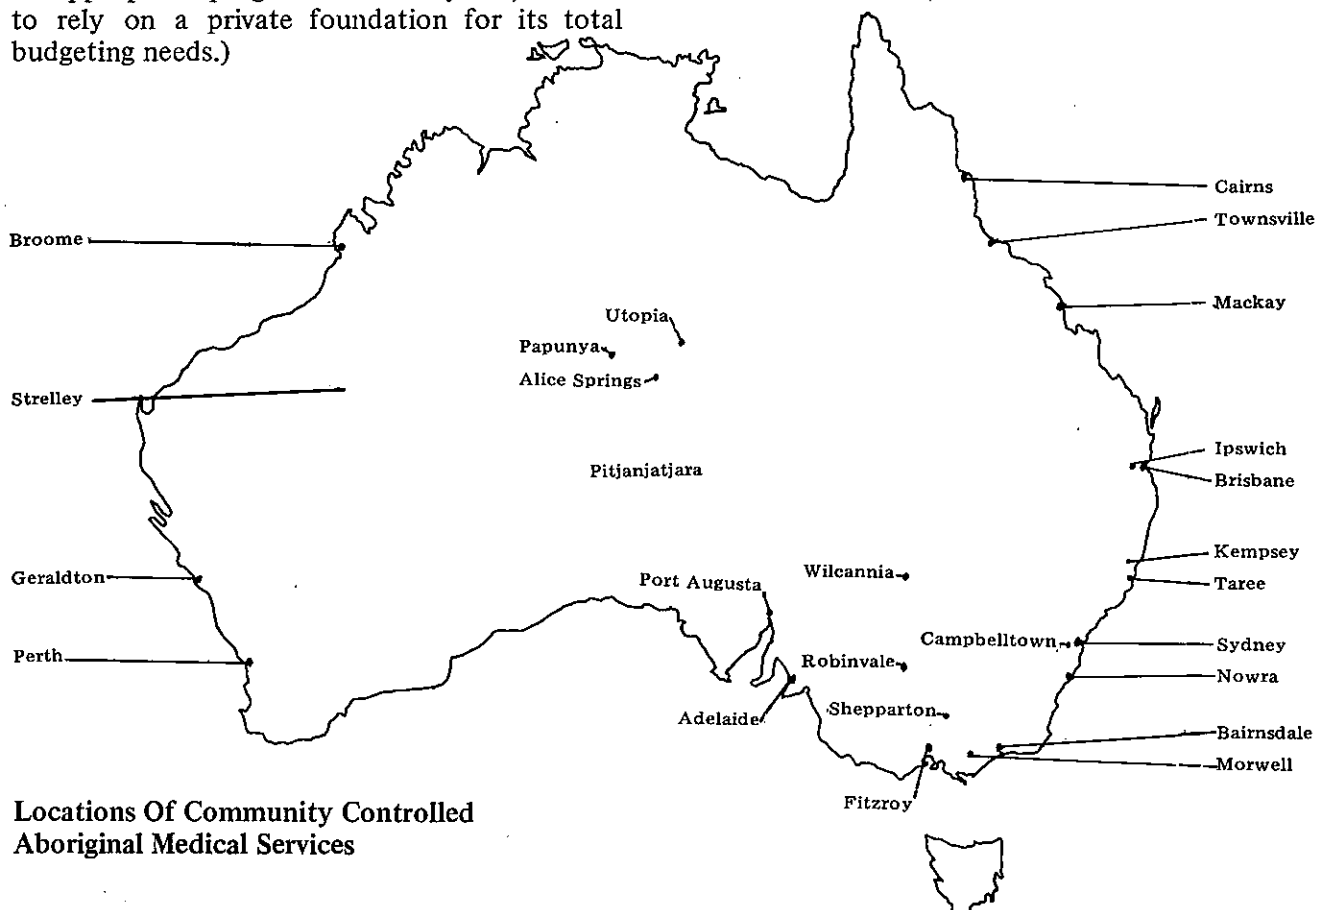 to rely on a private foundation for its total
budgeting needs.)
Cairns
Townsville
Broome
Mackay
Utopia
Papunya
Alice Springs
Strelley
Ipswich
Pitjanjatjara
Brisbane
Kempsey
Wilcannia
Geraldton
Port Augusta
Taree
Campbelltown
Sydney
Perth
Robinvale
Nowra
Shepparton
Adelaide
Bairnsdale
Morwell
Fitzroy
Locations Of Community Controlled
Aboriginal Medical Services